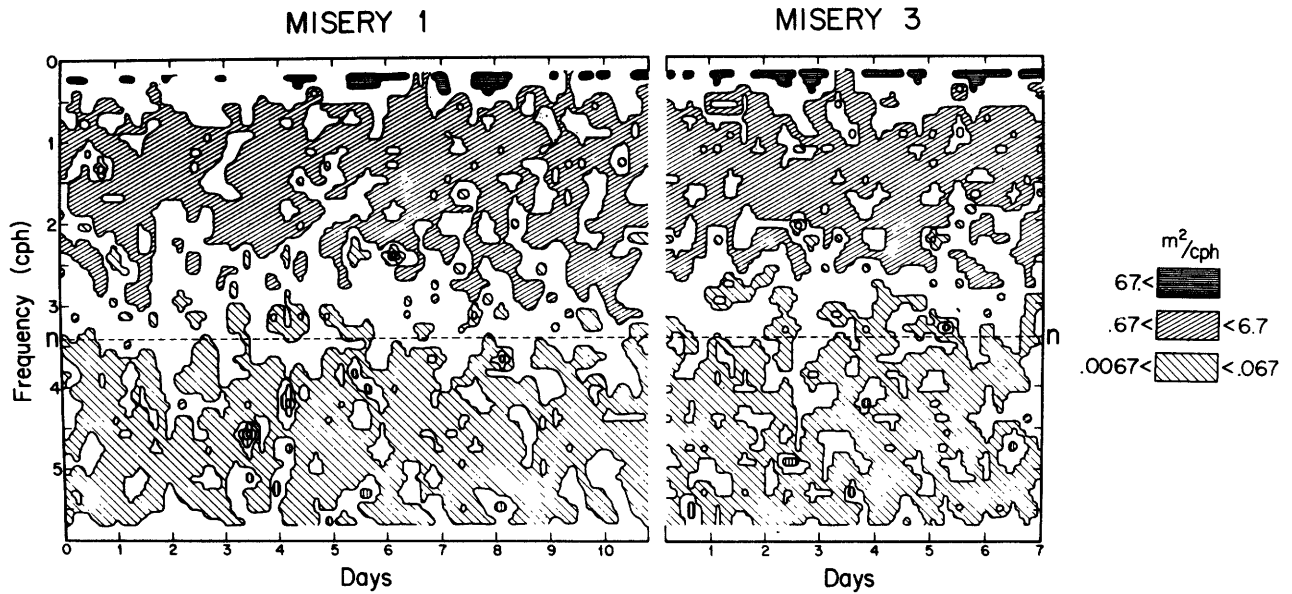 MISERY 1
MISERY 3
0
1
2
3
n
4
5
Frequency (cph)
0 1 2 3 4 5 6 7 8 9 10
Days
1 2 3 4 5 6 7
Days
n
m²/cph
67.<
.67< <6.7
.0067< <.067